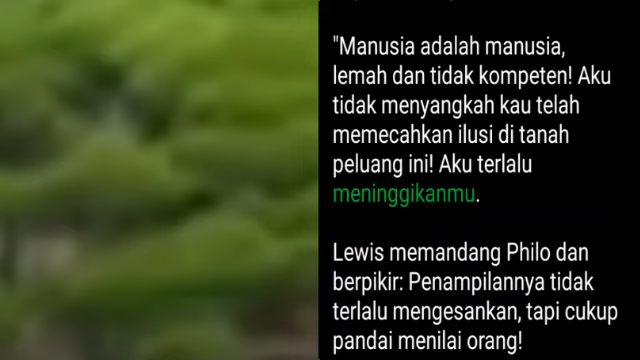 "Manusia adalah manusia,
lemah dan tidak kompeten! Aku
tidak menyangkah kau telah
memecahkan ilusi di tanah
peluang ini! Aku terlalu
meninggikanmu.
Lewis memandang Philo dan
berpikir: Penampilannya tidak
terlalu mengesankan, tapi cukup
pandai menilai orang!